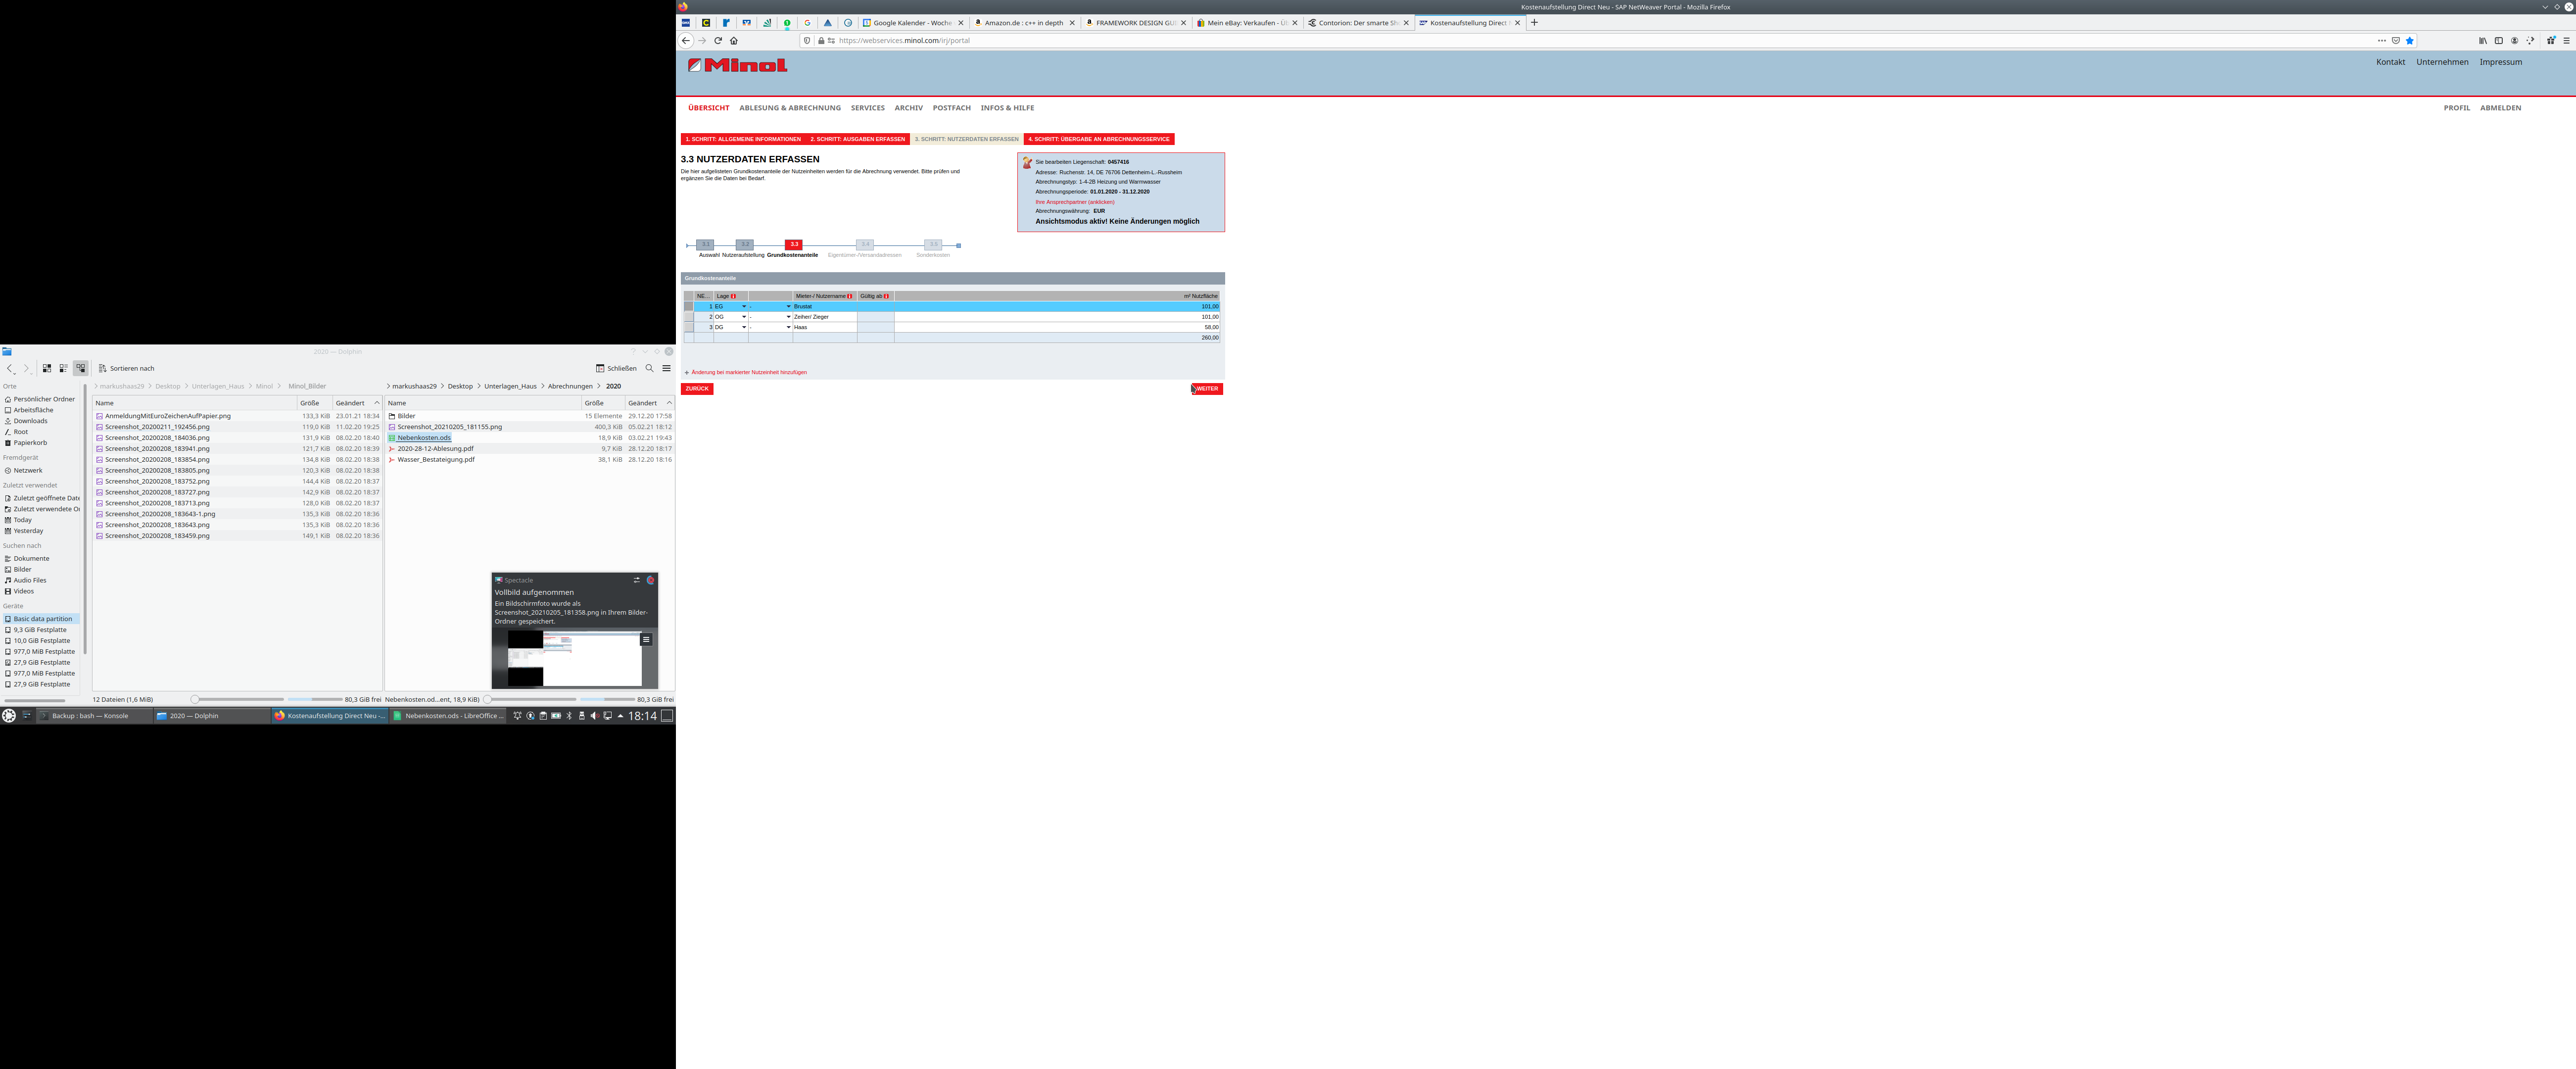 Kostenaufstellung Direct Neu - SAP NetWeaver Portal - Mozilla Firefox
Google Kalender - Woche
Amazon.de : c++ in depth
FRAMEWORK DESIGN GUI
Mein eBay: Verkaufen - Üb
Contorion: Der smarte Sh
Kostenaufstellung Direct
https://webservices.minol.com/irj/portal
Minol
Kontakt Unternehmen Impressum
ÜBERSICHT ABLESUNG & ABRECHNUNG SERVICES ARCHIV POSTFACH INFOS & HILFE
PROFIL ABMELDEN
1. SCHRITT: ALLGEMEINE INFORMATIONEN 2. SCHRITT: AUSGABEN ERFASSEN 3. SCHRITT: NUTZERDATEN ERFASSEN 4. SCHRITT: ÜBERGABE AN ABRECHNUNGSSERVICE
3.3 NUTZERDATEN ERFASSEN
Die hier aufgelisteten Grundkostenanteile der Nutzeinheiten werden für die Abrechnung verwendet. Bitte prüfen und
ergänzen Sie die Daten bei Bedarf.
Sie bearbeiten Liegenschaft: 0457416
Adresse: Ruchenstr. 14, DE 76706 Dettenheim-L.-Russheim
Abrechnungstyp: 1-4-2B Heizung und Warmwasser
Abrechnungsperiode: 01.01.2020 - 31.12.2020
Ihre Ansprechpartner (anklicken)
Abrechnungswährung: EUR
Ansichtsmodus aktiv! Keine Änderungen möglich
3.1 3.2 3.3 3.4 3.5
Auswahl Nutzeraufstellung Grundkostenanteile Eigentümer-/Versandadressen Sonderkosten
Grundkostenanteile
NE... Lage Mieter-/ Nutzername Gültig ab m² Nutzfläche
1 EG - Brustat 101,00
2 OG - Zeiher/ Zieger 101,00
3 DG - Haas 58,00
260,00
Änderung bei markierter Nutzeinheit hinzufügen
ZURÜCK WEITER
2020 — Dolphin
Sortieren nach Schließen
Orte
Persönlicher Ordner
Arbeitsfläche
Downloads
Root
Papierkorb
Fremdgerät
Netzwerk
Zuletzt verwendet
Zuletzt geöffnete Date
Zuletzt verwendete Or
Today
Yesterday
Suchen nach
Dokumente
Bilder
Audio Files
Videos
Geräte
Basic data partition
9,3 GiB Festplatte
10,0 GiB Festplatte
977,0 MiB Festplatte
27,9 GiB Festplatte
977,0 MiB Festplatte
27,9 GiB Festplatte
markushaas29 > Desktop > Unterlagen_Haus > Minol > Minol_Bilder
Name Größe Geändert
AnmeldungMitEuroZeichenAufPapier.png 133,3 KiB 23.01.21 18:34
Screenshot_20200211_192456.png 119,0 KiB 11.02.20 19:25
Screenshot_20200208_184036.png 131,9 KiB 08.02.20 18:40
Screenshot_20200208_183941.png 121,7 KiB 08.02.20 18:39
Screenshot_20200208_183854.png 134,8 KiB 08.02.20 18:38
Screenshot_20200208_183805.png 120,3 KiB 08.02.20 18:38
Screenshot_20200208_183752.png 144,4 KiB 08.02.20 18:37
Screenshot_20200208_183727.png 142,9 KiB 08.02.20 18:37
Screenshot_20200208_183713.png 128,0 KiB 08.02.20 18:37
Screenshot_20200208_183643-1.png 135,3 KiB 08.02.20 18:36
Screenshot_20200208_183643.png 135,3 KiB 08.02.20 18:36
Screenshot_20200208_183459.png 149,1 KiB 08.02.20 18:36
12 Dateien (1,6 MiB) 80,3 GiB frei
> markushaas29 > Desktop > Unterlagen_Haus > Abrechnungen > 2020
Name Größe Geändert
Bilder 15 Elemente 29.12.20 17:58
Screenshot_20210205_181155.png 400,3 KiB 05.02.21 18:12
Nebenkosten.ods 18,9 KiB 03.02.21 19:43
2020-28-12-Ablesung.pdf 9,7 KiB 28.12.20 18:17
Wasser_Bestateigung.pdf 38,1 KiB 28.12.20 18:16
Nebenkosten.od...ent, 18,9 KiB) 80,3 GiB frei
Spectacle
Vollbild aufgenommen
Ein Bildschirmfoto wurde als
Screenshot_20210205_181358.png in Ihrem Bilder-
Ordner gespeichert.
Backup : bash — Konsole
2020 — Dolphin
Kostenaufstellung Direct Neu -...
Nebenkosten.ods - LibreOffice ...
18:14